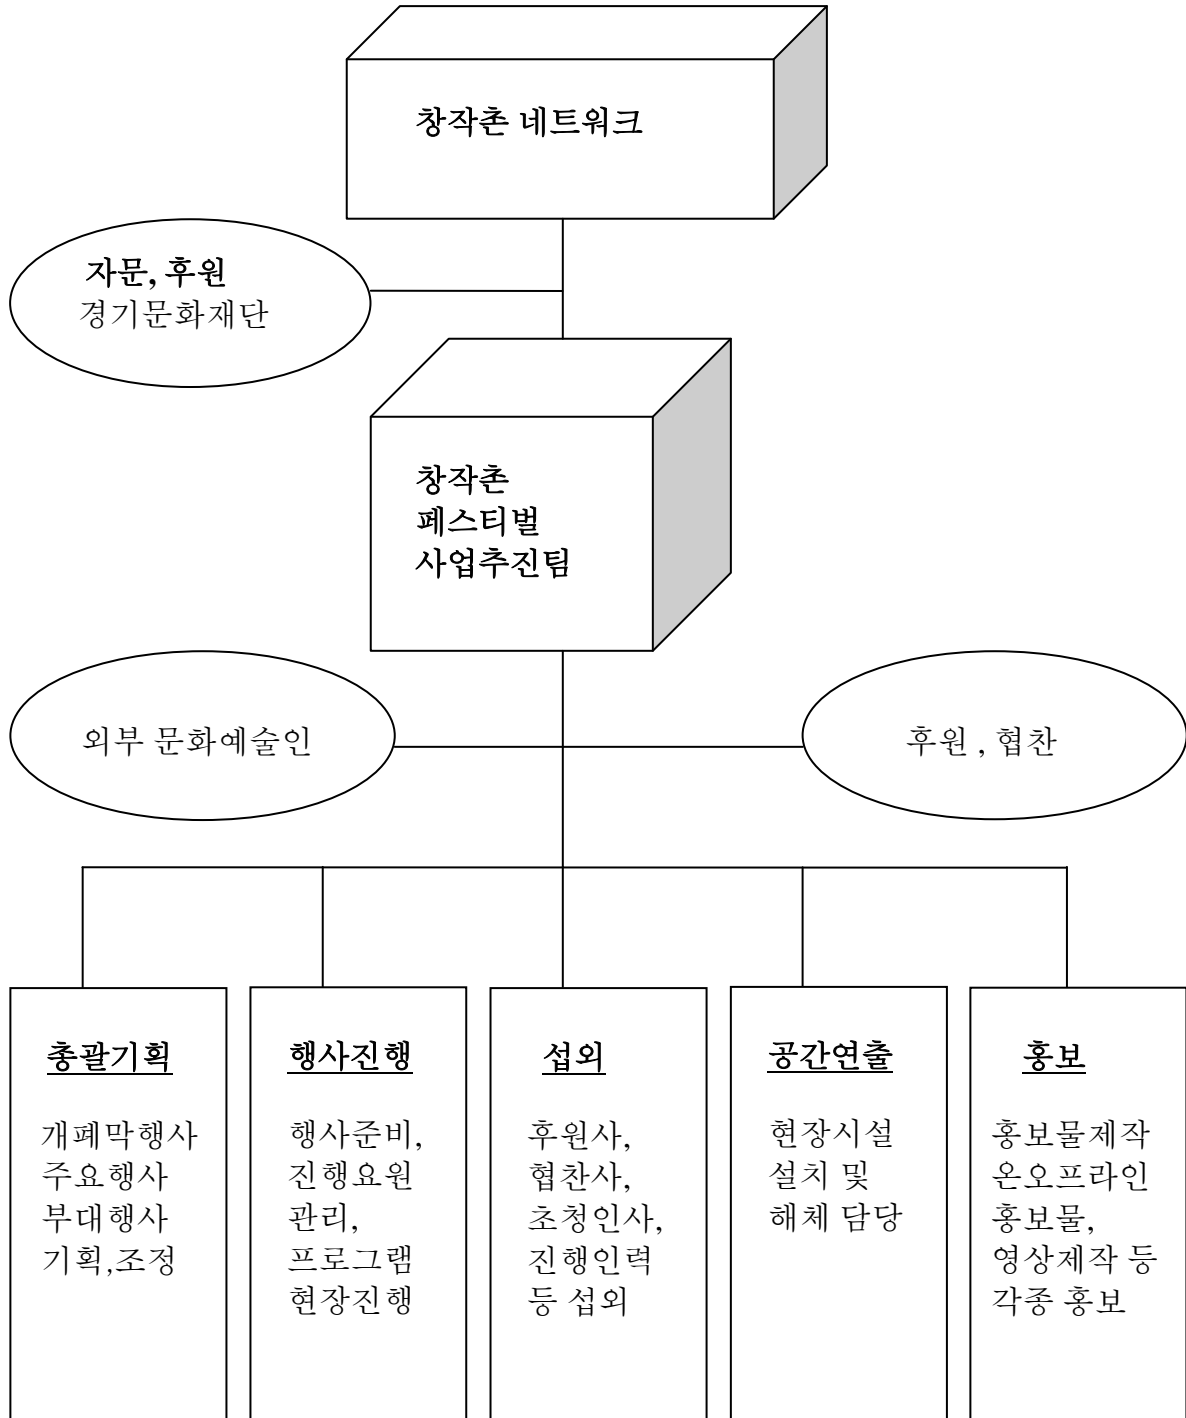 창작촌 네트워크
자문, 후원
경기문화재단
창작촌
페스티벌
사업추진팀
외부 문화예술인
후원 , 협찬
총괄기획
개폐막행사
주요행사
부대행사
기획,조정
행사진행
행사준비,
진행요원
관리,
프로그램
현장진행
섭외
후원사,
협찬사,
초청인사,
진행인력
등 섭외
공간연출
현장시설
설치 및
해체 담당
홍보
홍보물제작
온오프라인
홍보물,
영상제작 등
각종 홍보